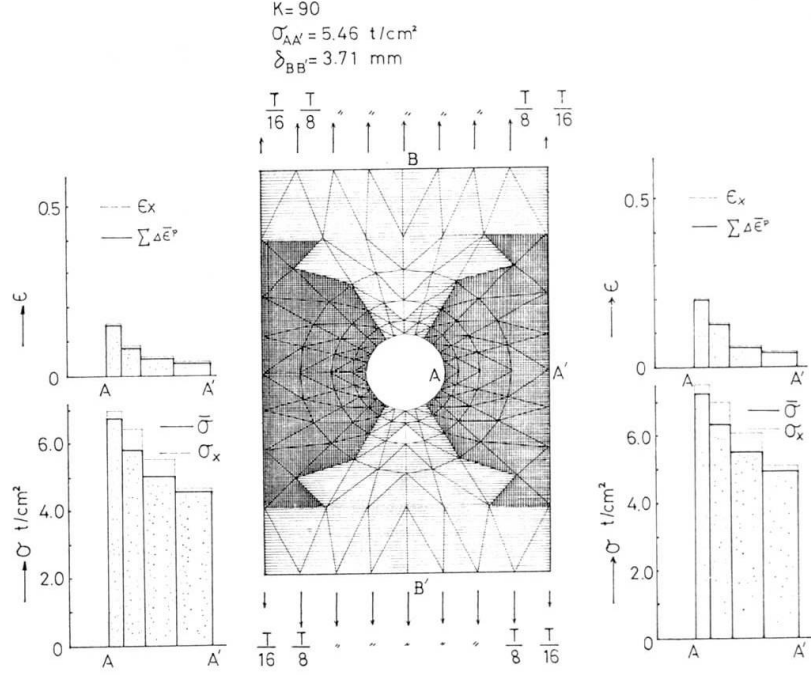 K=90
σAA'=5.46 t/cm²
δBB'=3.71 mm
T/16 T/8 〃 〃 〃 〃 〃 T/8 T/16
B
0.5
ϵx
∑Δε̄ᵖ
ϵ
0
A A'
σ̄
σx
6.0
4.0
2.0
0
σ t/cm²
A A'
A A'
B'
T/16 T/8 〃 〃 〃 〃 〃 T/8 T/16
0.5
ϵx
∑Δε̄ᵖ
ϵ
0
A A'
σ̄
σx
6.0
4.0
2.0
0
σ t/cm²
A A'